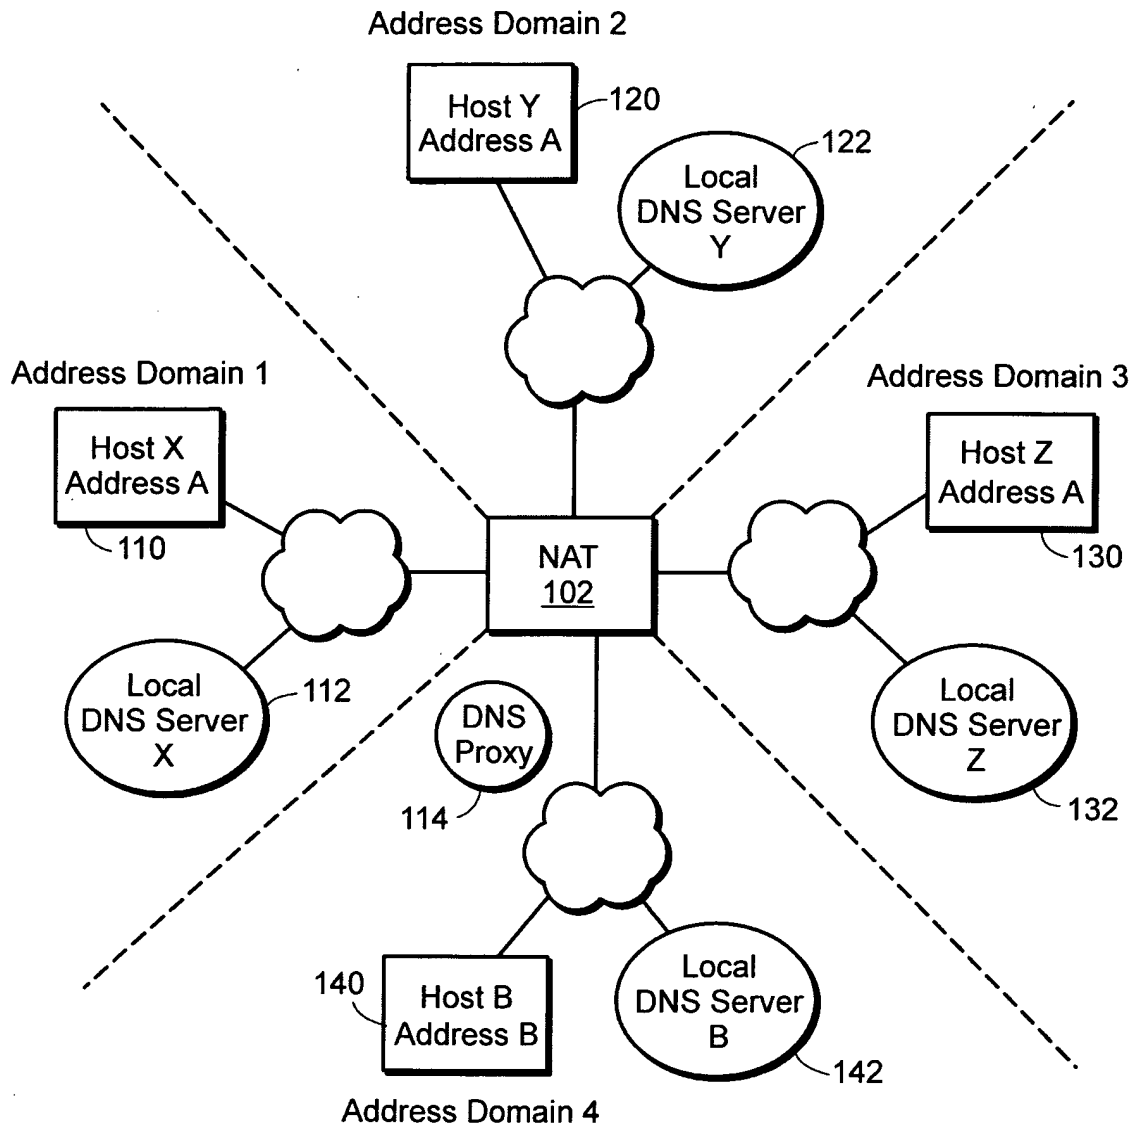 Address Domain 2
Host Y
Address A
120
Local
DNS Server
Y
122
Address Domain 1
Host X
Address A
110
Address Domain 3
Host Z
Address A
130
NAT
102
Local
DNS Server
X
112
DNS
Proxy
114
Local
DNS Server
Z
132
140
Host B
Address B
Local
DNS Server
B
142
Address Domain 4